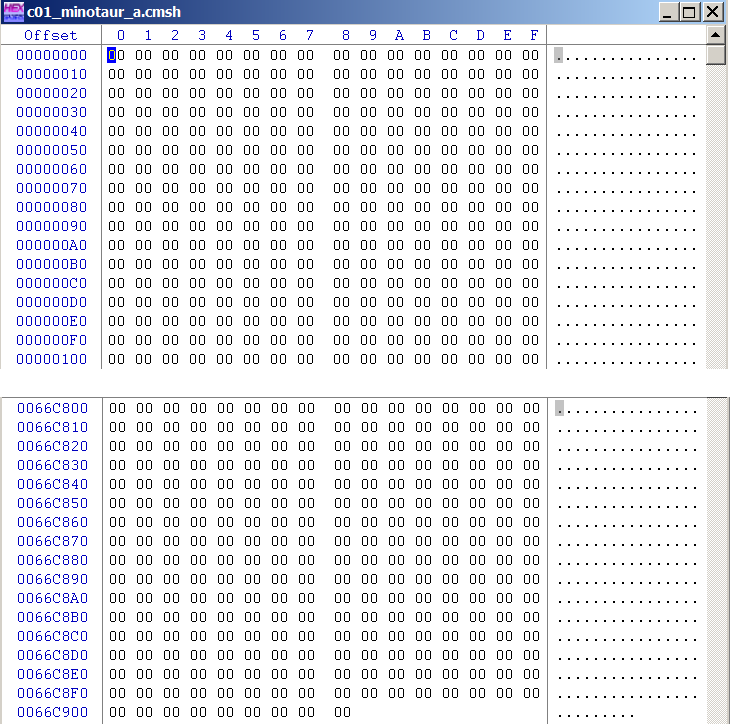 HEX c01_minotaur_a.cmsh
Offset 0 1 2 3 4 5 6 7 8 9 A B C D E F
00000000 00 00 00 00 00 00 00 00 00 00 00 00 00 00 00 00 ................
00000010 00 00 00 00 00 00 00 00 00 00 00 00 00 00 00 00 ................
00000020 00 00 00 00 00 00 00 00 00 00 00 00 00 00 00 00 ................
00000030 00 00 00 00 00 00 00 00 00 00 00 00 00 00 00 00 ................
00000040 00 00 00 00 00 00 00 00 00 00 00 00 00 00 00 00 ................
00000050 00 00 00 00 00 00 00 00 00 00 00 00 00 00 00 00 ................
00000060 00 00 00 00 00 00 00 00 00 00 00 00 00 00 00 00 ................
00000070 00 00 00 00 00 00 00 00 00 00 00 00 00 00 00 00 ................
00000080 00 00 00 00 00 00 00 00 00 00 00 00 00 00 00 00 ................
00000090 00 00 00 00 00 00 00 00 00 00 00 00 00 00 00 00 ................
000000A0 00 00 00 00 00 00 00 00 00 00 00 00 00 00 00 00 ................
000000B0 00 00 00 00 00 00 00 00 00 00 00 00 00 00 00 00 ................
000000C0 00 00 00 00 00 00 00 00 00 00 00 00 00 00 00 00 ................
000000D0 00 00 00 00 00 00 00 00 00 00 00 00 00 00 00 00 ................
000000E0 00 00 00 00 00 00 00 00 00 00 00 00 00 00 00 00 ................
000000F0 00 00 00 00 00 00 00 00 00 00 00 00 00 00 00 00 ................
00000100 00 00 00 00 00 00 00 00 00 00 00 00 00 00 00 00 ................
0066C800 00 00 00 00 00 00 00 00 00 00 00 00 00 00 00 00 ................
0066C810 00 00 00 00 00 00 00 00 00 00 00 00 00 00 00 00 ................
0066C820 00 00 00 00 00 00 00 00 00 00 00 00 00 00 00 00 ................
0066C830 00 00 00 00 00 00 00 00 00 00 00 00 00 00 00 00 ................
0066C840 00 00 00 00 00 00 00 00 00 00 00 00 00 00 00 00 ................
0066C850 00 00 00 00 00 00 00 00 00 00 00 00 00 00 00 00 ................
0066C860 00 00 00 00 00 00 00 00 00 00 00 00 00 00 00 00 ................
0066C870 00 00 00 00 00 00 00 00 00 00 00 00 00 00 00 00 ................
0066C880 00 00 00 00 00 00 00 00 00 00 00 00 00 00 00 00 ................
0066C890 00 00 00 00 00 00 00 00 00 00 00 00 00 00 00 00 ................
0066C8A0 00 00 00 00 00 00 00 00 00 00 00 00 00 00 00 00 ................
0066C8B0 00 00 00 00 00 00 00 00 00 00 00 00 00 00 00 00 ................
0066C8C0 00 00 00 00 00 00 00 00 00 00 00 00 00 00 00 00 ................
0066C8D0 00 00 00 00 00 00 00 00 00 00 00 00 00 00 00 00 ................
0066C8E0 00 00 00 00 00 00 00 00 00 00 00 00 00 00 00 00 ................
0066C8F0 00 00 00 00 00 00 00 00 00 00 00 00 00 00 00 00 ................
0066C900 00 00 00 00 00 00 00 00 00 .........